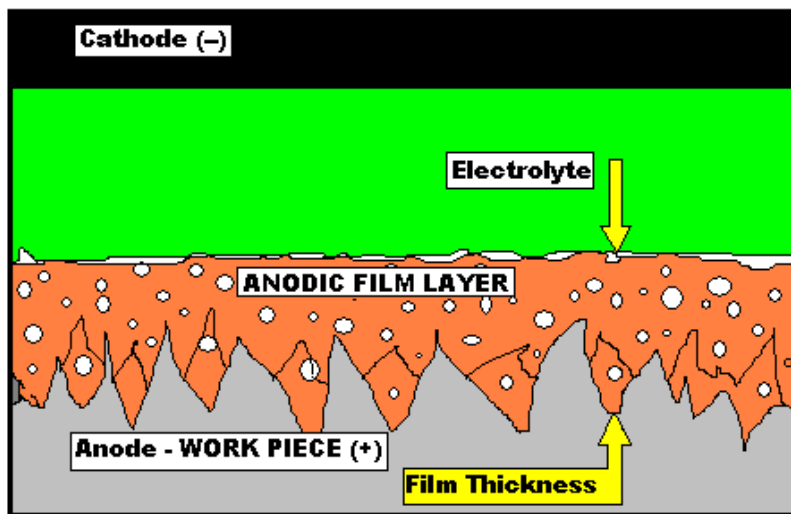 Cathode (–)
Electrolyte
ANODIC FILM LAYER
Anode - WORK PIECE (+)
Film Thickness